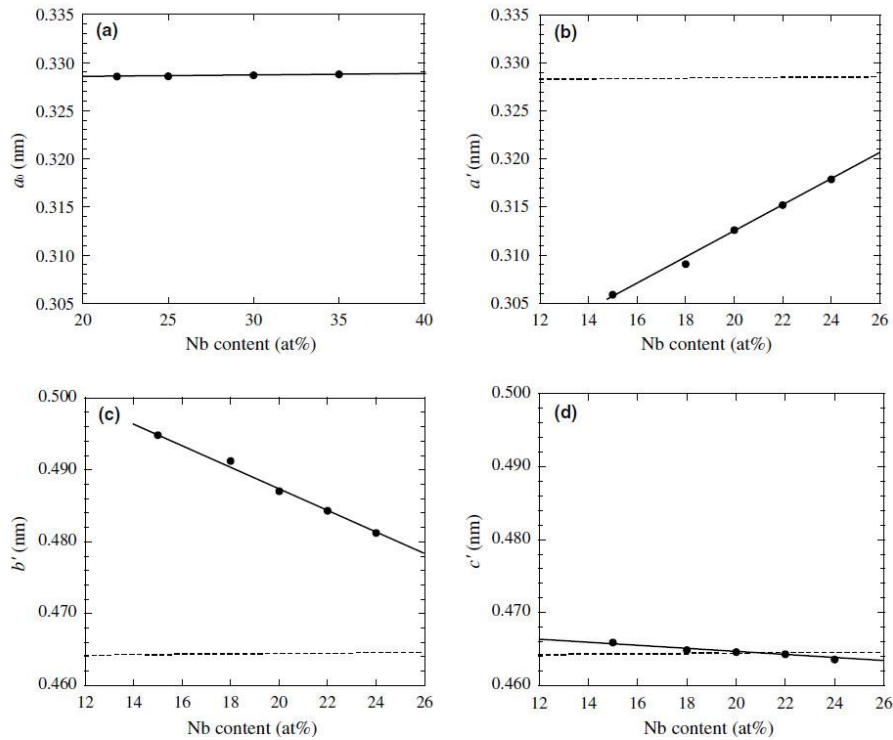 (a)
0.335
0.330
0.325
0.320
0.315
0.310
0.305
a₀ (nm)
20 25 30 35 40
Nb content (at%)
(b)
0.335
0.330
0.325
0.320
0.315
0.310
0.305
a′ (nm)
12 14 16 18 20 22 24 26
Nb content (at%)
(c)
0.500
0.490
0.480
0.470
0.460
b′ (nm)
12 14 16 18 20 22 24 26
Nb content (at%)
(d)
0.500
0.490
0.480
0.470
0.460
c′ (nm)
12 14 16 18 20 22 24 26
Nb content (at%)